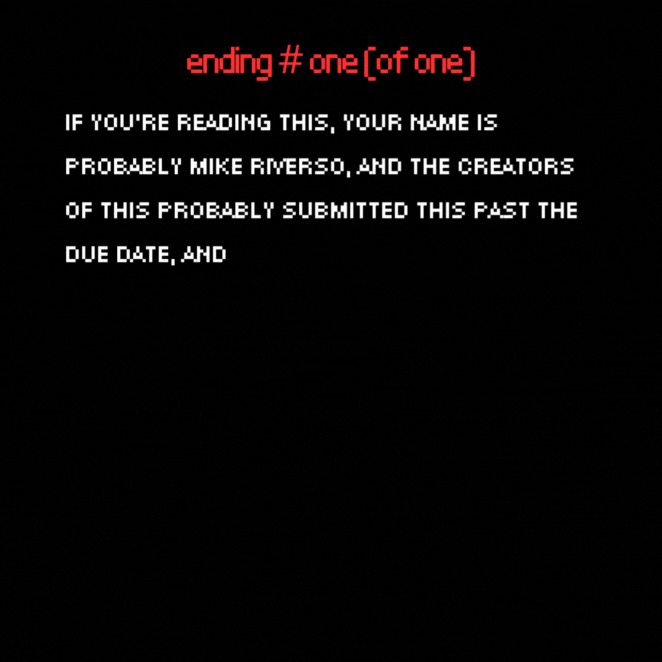 ending # one (of one)
IF YOU'RE READING THIS, YOUR NAME IS
PROBABLY MIKE RIVERSO, AND THE CREATORS
OF THIS PROBABLY SUBMITTED THIS PAST THE
DUE DATE, AND